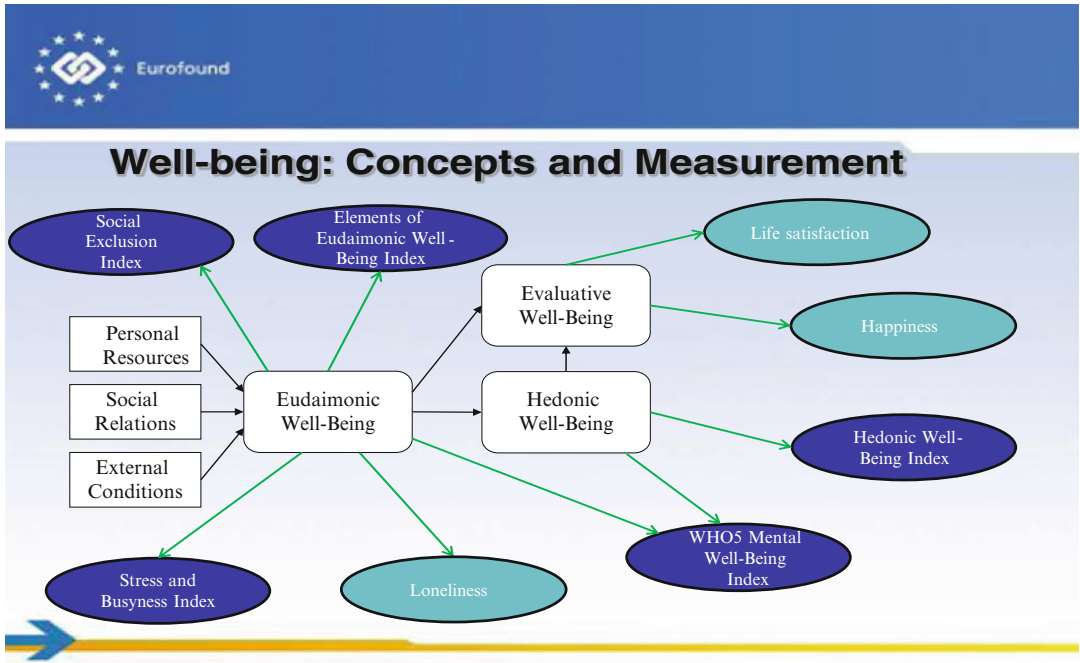 Eurofound
Well-being: Concepts and Measurement
Social
Exclusion
Index
Elements of
Eudaimonic Well -
Being Index
Life satisfaction
Evaluative
Well-Being
Happiness
Personal
Resources
Social
Relations
External
Conditions
Eudaimonic
Well-Being
Hedonic
Well-Being
Hedonic Well-
Being Index
WHO5 Mental
Well-Being
Index
Stress and
Busyness Index
Loneliness